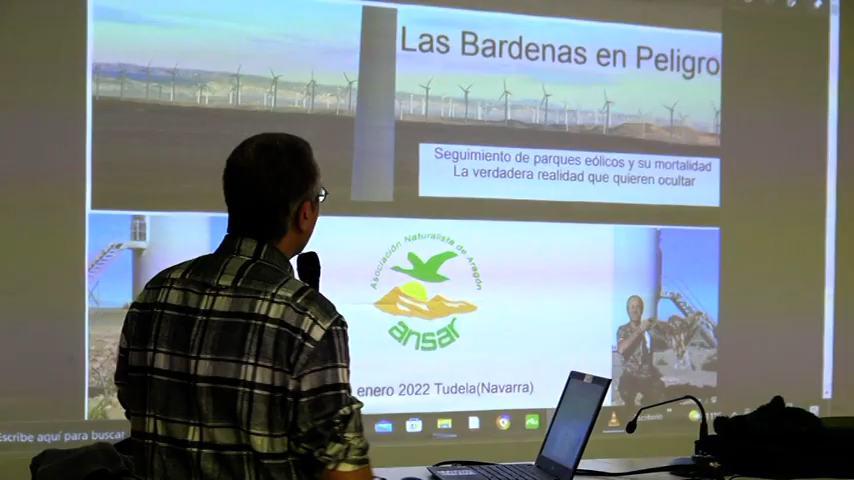 Las Bardenas en Peligro
Seguimiento de parques eólicos y su mortalidad
La verdadera realidad que quieren ocultar
Asociación Naturalista de Aragón
ansar
enero 2022 Tudela(Navarra)
Escribe aquí para buscar
Escritorio